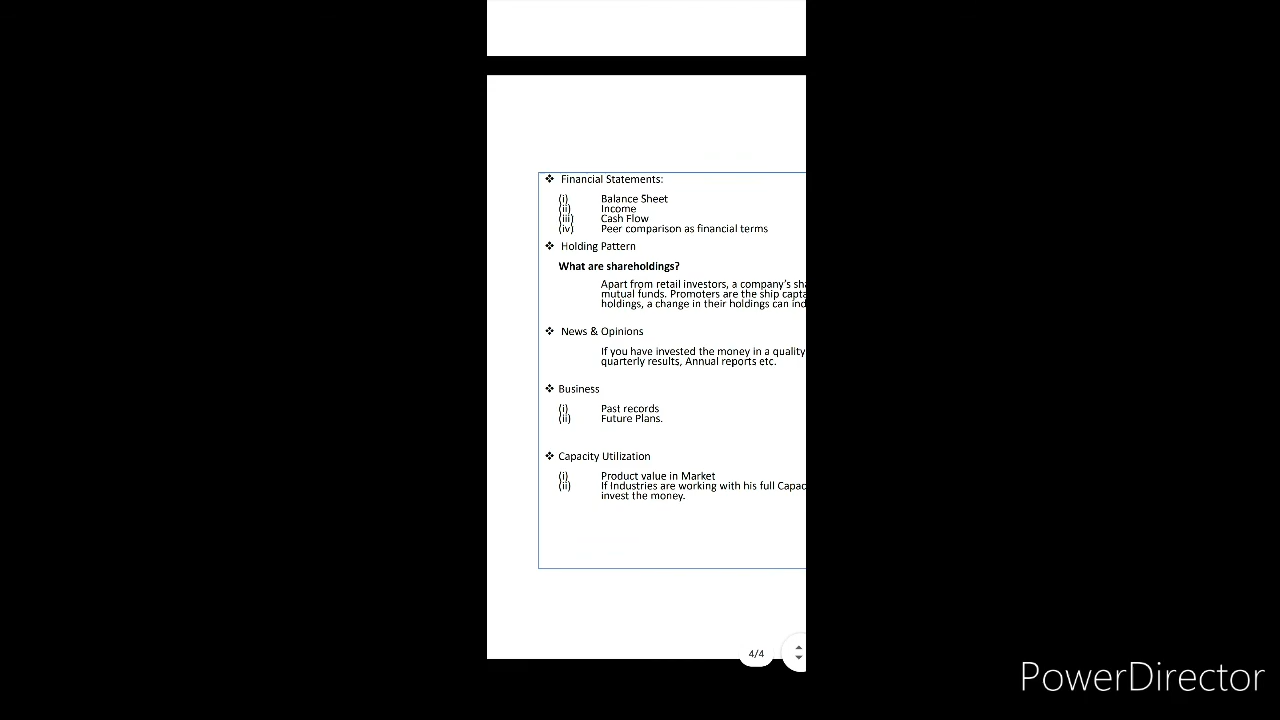 ❖ Financial Statements:
(i) Balance Sheet
(ii) Income
(iii) Cash Flow
(iv) Peer comparison as financial terms
❖ Holding Pattern
What are shareholdings?
Apart from retail investors, a company's
mutual funds. Promoters are the ship
holdings, a change in their holdings can
❖ News & Opinions
If you have invested the money in a quality
quarterly results, Annual reports etc.
❖ Business
(i) Past records
(ii) Future Plans.
❖ Capacity Utilization
(i) Product value in Market
(ii) If Industries are working with his full
invest the money.
4/4
PowerDirector